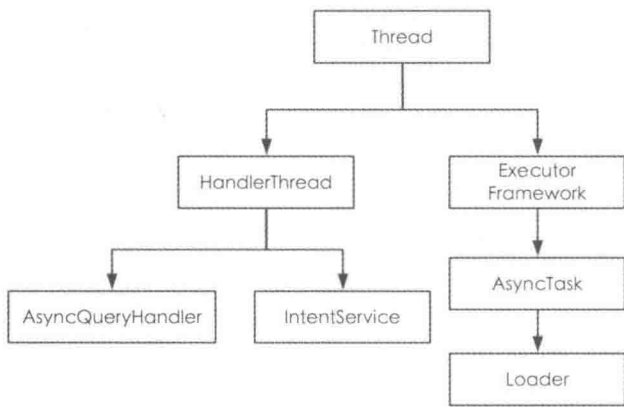 Thread
HandlerThread
Executor
Framework
AsyncQueryHandler
IntentService
AsyncTask
Loader